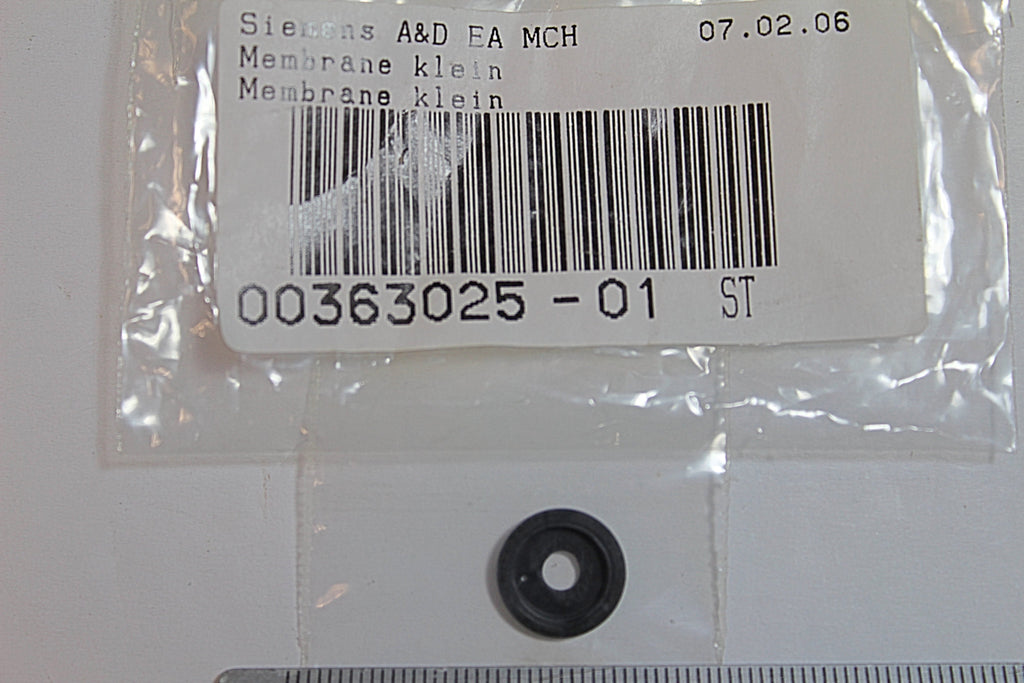 Siemens A&D EA MCH 07.02.06
Membrane klein
Membrane klein
00363025 - 01 ST